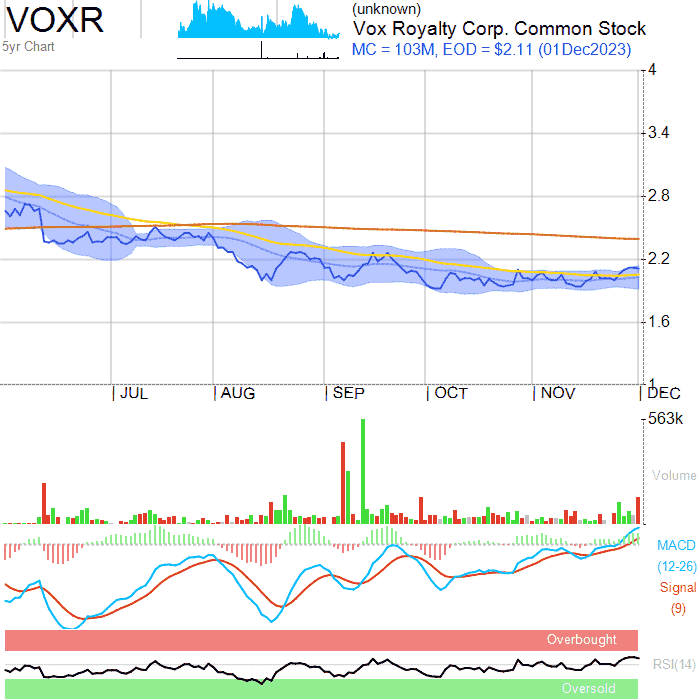 VOXR
5yr Chart
(unknown)
Vox Royalty Corp. Common Stock
MC = 103M, EOD = $2.11 (01Dec2023)
4
3.4
2.8
2.2
1.6
1
JUL
AUG
SEP
OCT
NOV
DEC
563k
Volume
MACD
(12-26)
Signal
(9)
Overbought
RSI(14)
Oversold